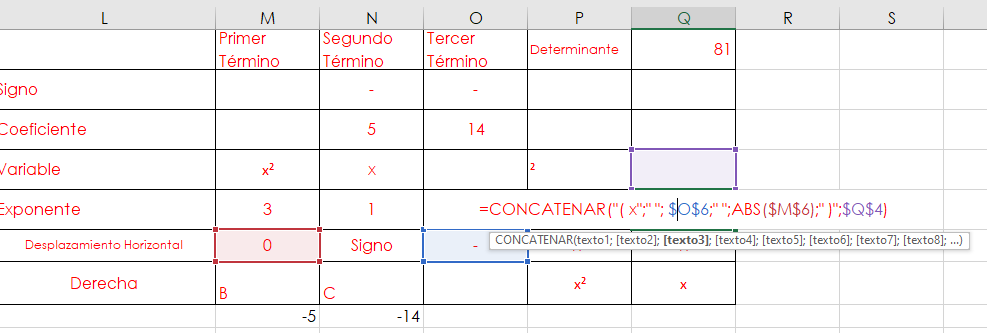 L M N O P Q R S
Primer Término Segundo Término Tercer Término Determinante 81
Signo - -
Coeficiente 5 14
Variable x² x ²
Exponente 3 1 =CONCATENAR("( x";" "; $O$6;" ";ABS($M$6);" )";$Q$4)
Desplazamiento Horizontal 0 Signo - CONCATENAR(texto1; [texto2]; [texto3]; [texto4]; [texto5]; [texto6]; [texto7]; [texto8]; ...)
Derecha B C x² x
-5 -14